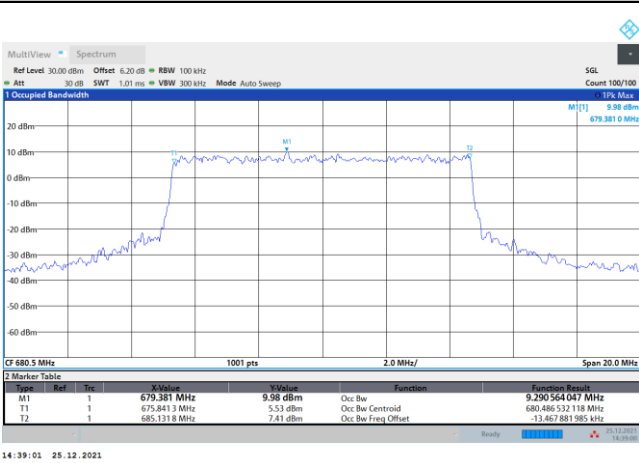 MultiView Spectrum
Ref Level 30.00 dBm Offset 6.20 dB RBW 100 kHz SGL
Att 30 dB SWT 1.01 ms VBW 300 kHz Mode Auto Sweep Count 100/100
1 Occupied Bandwidth 1Pk Max
M1[1] 9.98 dBm
679.381 0 MHz
20 dBm
M1
T1 T2
10 dBm
0 dBm
-10 dBm
-20 dBm
-30 dBm
-40 dBm
-50 dBm
-60 dBm
CF 680.5 MHz 1001 pts 2.0 MHz/ Span 20.0 MHz
2 Marker Table
Type Ref Trc X-Value Y-Value Function Function Result
M1 1 679.381 MHz 9.98 dBm Occ Bw 9.290 564 047 MHz
T1 1 675.841 3 MHz 5.53 dBm Occ Bw Centroid 680.486 532 118 MHz
T2 1 685.131 8 MHz 7.41 dBm Occ Bw Freq Offset -13.467 881 985 kHz
Ready 25.12.2021
14:39:00
14:39:01 25.12.2021